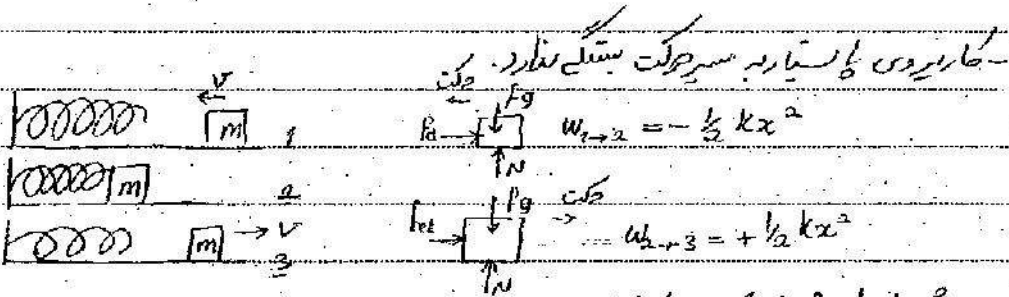 - کار نیروی پایستار به مسیر حرکت بستگی ندارد.
V حرکت Fg
m 1 Fe W₁→₂ = - ½ kx²
N
m 2 Fg حرکت
m → V Fel W₂→₃ = + ½ kx²
3 N